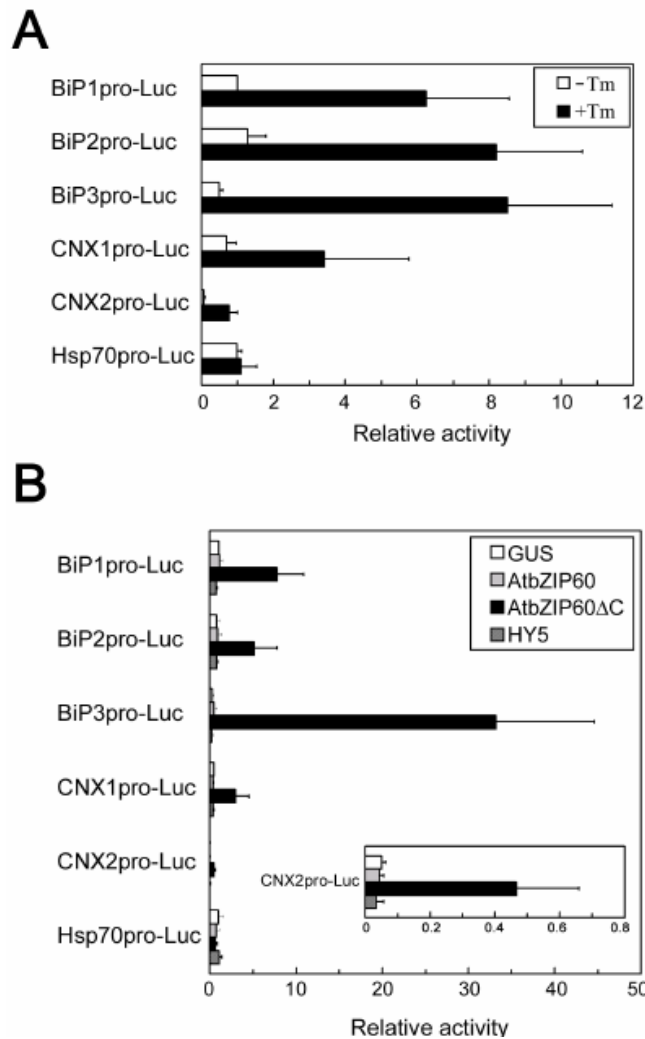 A
BiP1pro-Luc
−Tm
+Tm
BiP2pro-Luc
BiP3pro-Luc
CNX1pro-Luc
CNX2pro-Luc
Hsp70pro-Luc
0 2 4 6 8 10 12
Relative activity
B
GUS
AtbZIP60
AtbZIP60ΔC
HY5
BiP1pro-Luc
BiP2pro-Luc
BiP3pro-Luc
CNX1pro-Luc
CNX2pro-Luc
CNX2pro-Luc
0 0.2 0.4 0.6 0.8
Hsp70pro-Luc
0 10 20 30 40 50
Relative activity